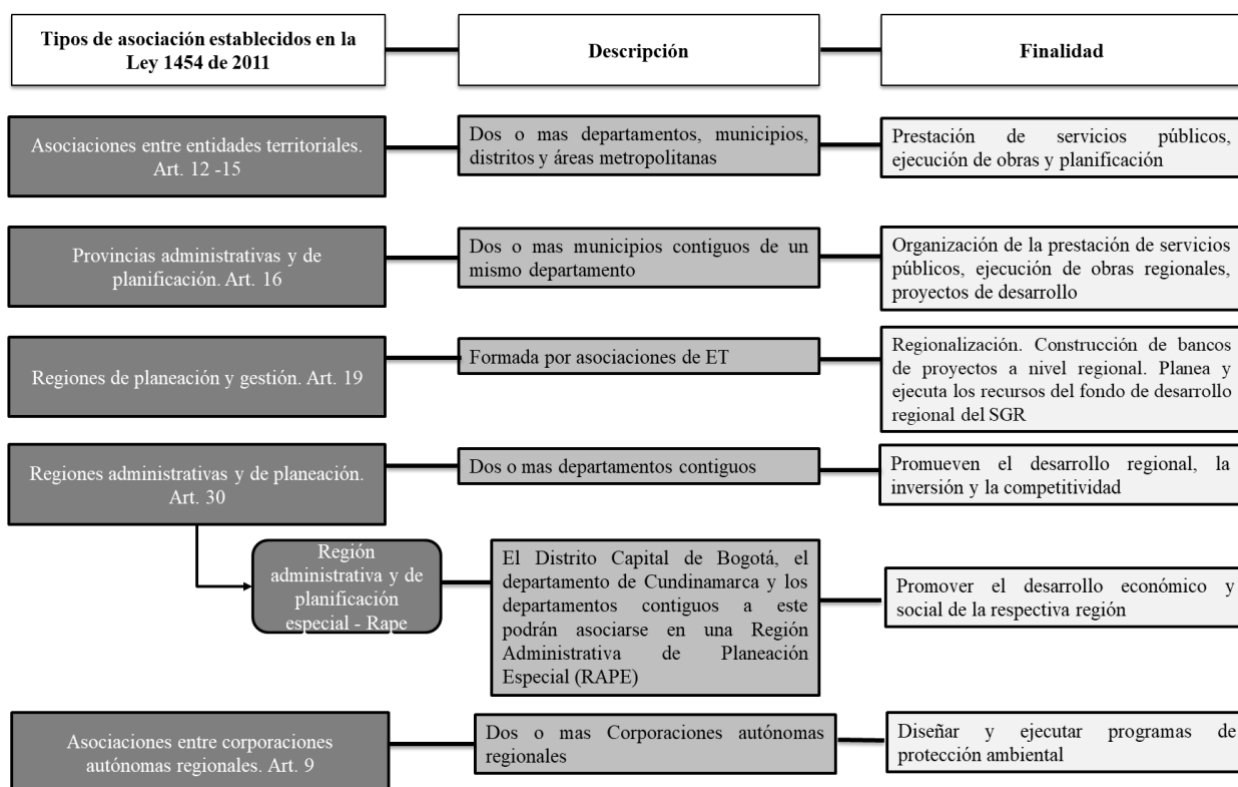 Tipos de asociación establecidos en la
Ley 1454 de 2011
Descripción
Finalidad
Asociaciones entre entidades territoriales.
Art. 12 -15
Dos o mas departamentos, municipios,
distritos y áreas metropolitanas
Prestación de servicios públicos,
ejecución de obras y planificación
Provincias administrativas y de
planificación. Art. 16
Dos o mas municipios contiguos de un
mismo departamento
Organización de la prestación de servicios
públicos, ejecución de obras regionales,
proyectos de desarrollo
Regiones de planeación y gestión. Art. 19
Formada por asociaciones de ET
Regionalización. Construcción de bancos
de proyectos a nivel regional. Planea y
ejecuta los recursos del fondo de desarrollo
regional del SGR
Regiones administrativas y de planeación.
Art. 30
Dos o mas departamentos contiguos
Promueven el desarrollo regional, la
inversión y la competitividad
Región
administrativa y de
planificación
especial - Rape
El Distrito Capital de Bogotá, el
departamento de Cundinamarca y los
departamentos contiguos a este
podrán asociarse en una Región
Administrativa de Planeación
Especial (RAPE)
Promover el desarrollo económico y
social de la respectiva región
Asociaciones entre corporaciones
autónomas regionales. Art. 9
Dos o mas Corporaciones autónomas
regionales
Diseñar y ejecutar programas de
protección ambiental